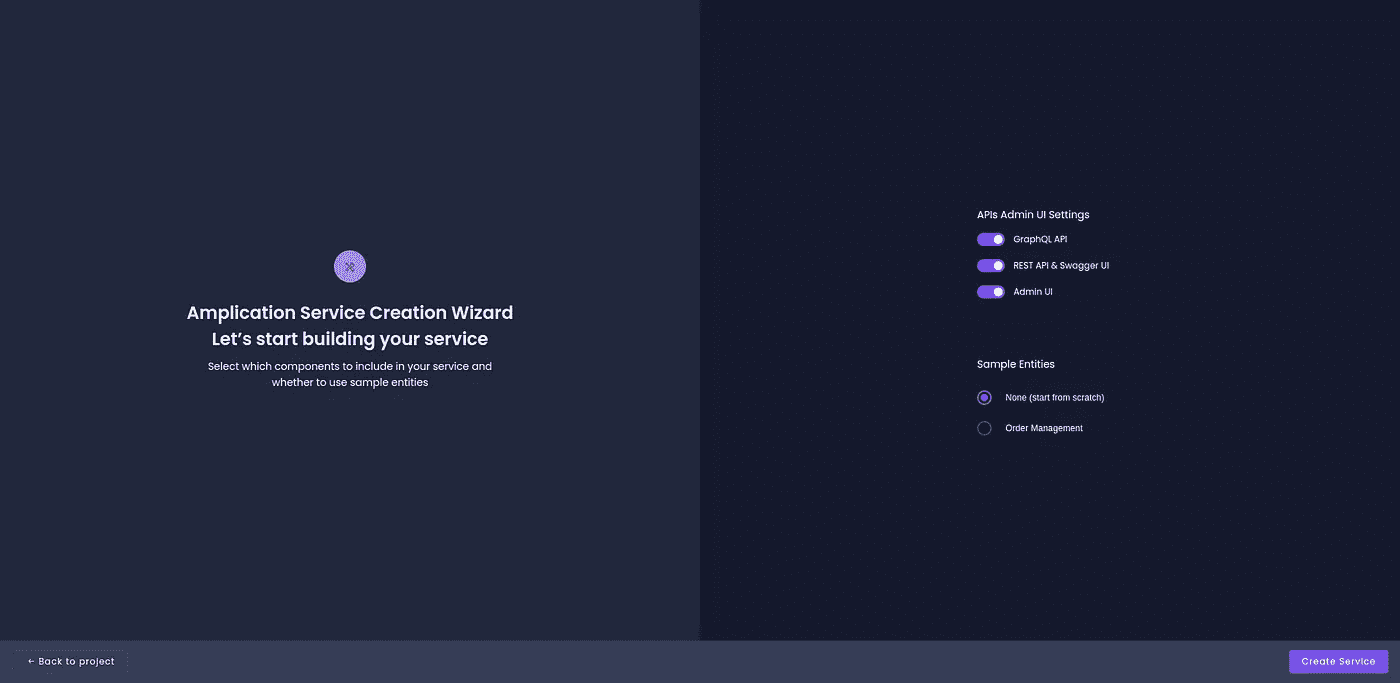 Amplication Service Creation Wizard
Let’s start building your service
Select which components to include in your service and
whether to use sample entities
APIs Admin UI Settings
GraphQL API
REST API & Swagger UI
Admin UI
Sample Entities
None (start from scratch)
Order Management
← Back to project
Create Service